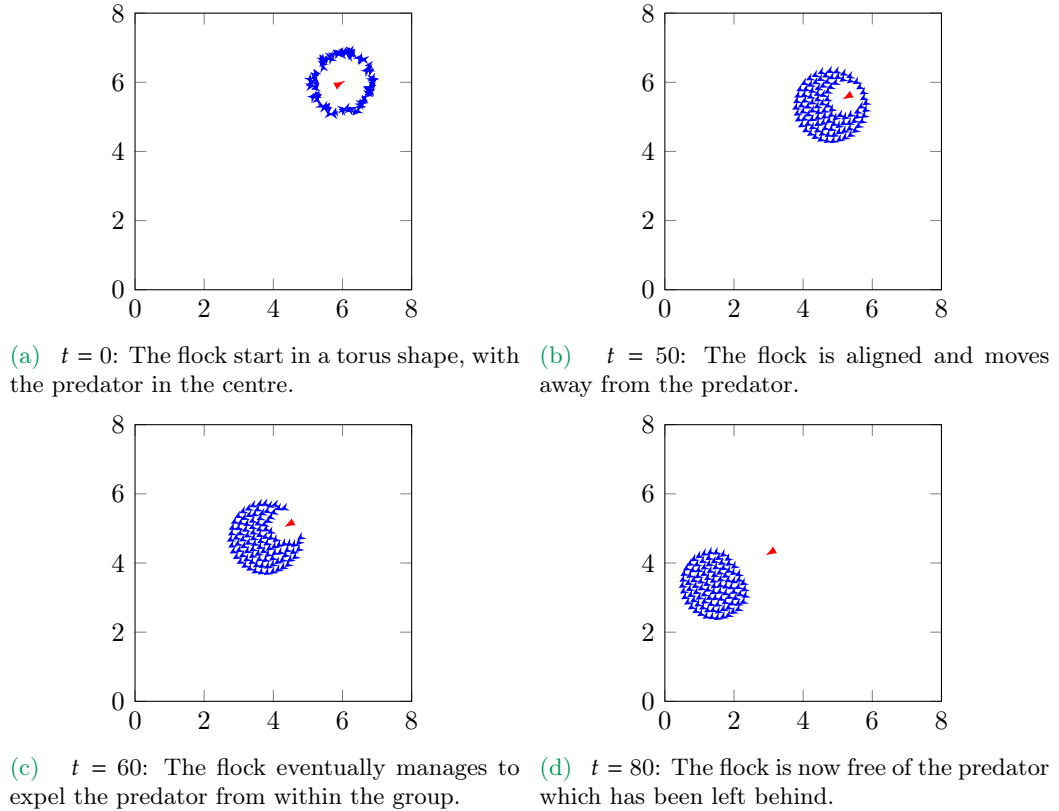 8
6
4
2
0
0 2 4 6 8
(a) t = 0: The flock start in a torus shape, with
the predator in the centre.
8
6
4
2
0
0 2 4 6 8
(b) t = 50: The flock is aligned and moves
away from the predator.
8
6
4
2
0
0 2 4 6 8
(c) t = 60: The flock eventually manages to
expel the predator from within the group.
8
6
4
2
0
0 2 4 6 8
(d) t = 80: The flock is now free of the predator
which has been left behind.